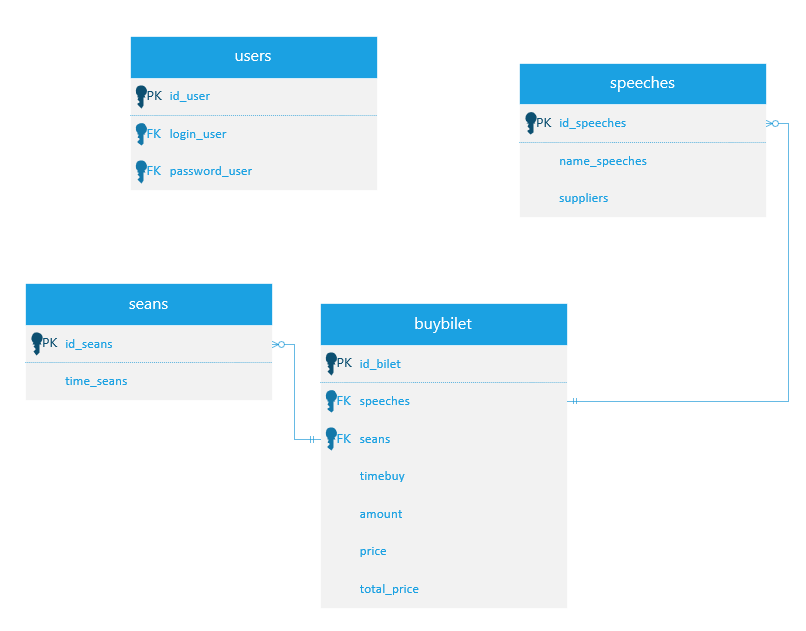 users
PK id_user
FK login_user
FK password_user
speeches
PK id_speeches
name_speeches
suppliers
seans
PK id_seans
time_seans
buybilet
PK id_bilet
FK speeches
FK seans
timebuy
amount
price
total_price